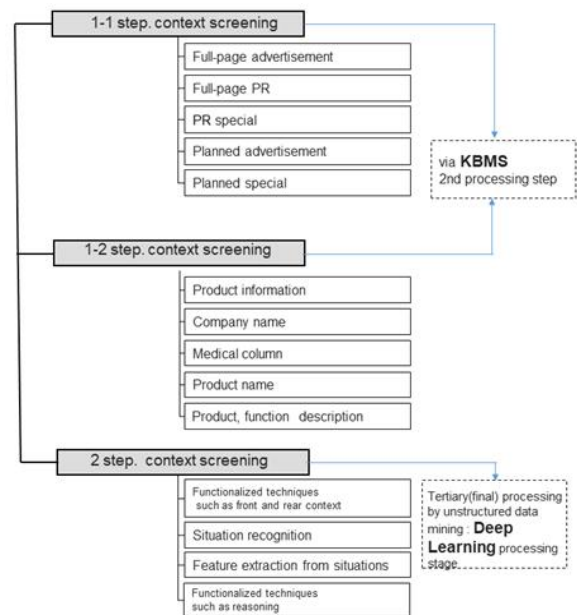 1-1 step. context screening
Full-page advertisement
Full-page PR
PR special
Planned advertisement
Planned special
via KBMS
2nd processing step
1-2 step. context screening
Product information
Company name
Medical column
Product name
Product, function description
2 step. context screening
Functionalized techniques
such as front and rear context
Situation recognition
Feature extraction from situations
Functionalized techniques
such as reasoning
Tertiary(final) processing
by unstructured data
mining : Deep
Learning processing
stage